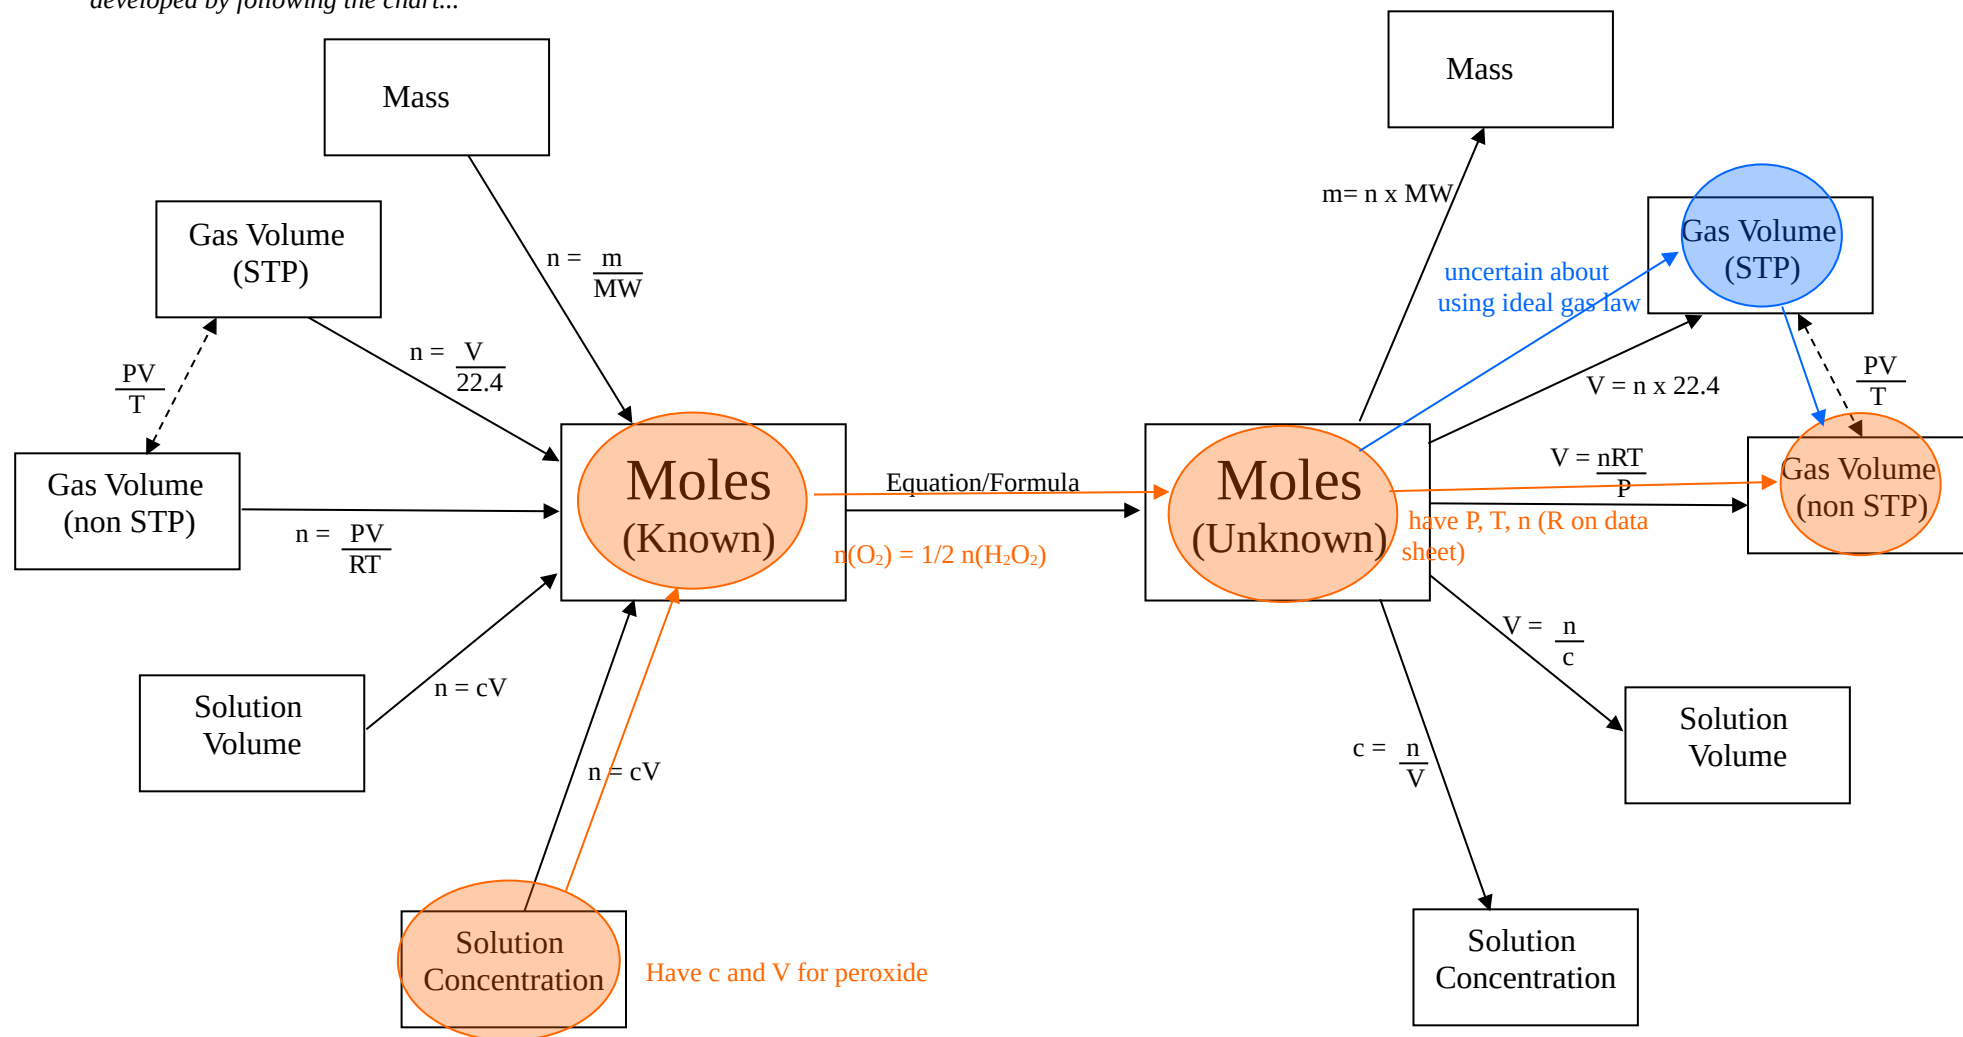 developed by following the chart...
Mass
Mass
Gas Volume
(STP)
Gas Volume
(STP)
m= n x MW
n = m
MW
uncertain about
using ideal gas law
n = V
22.4
PV
T
V = n x 22.4
PV
T
Gas Volume
(non STP)
n = PV
RT
Moles
(Known)
Equation/Formula
n(O₂) = 1/2 n(H₂O₂)
Moles
(Unknown)
V = nRT
P
have P, T, n (R on data
sheet)
Gas Volume
(non STP)
Solution
Volume
n = cV
n = cV
V = n
c
Solution
Volume
c = n
V
Solution
Concentration
Have c and V for peroxide
Solution
Concentration